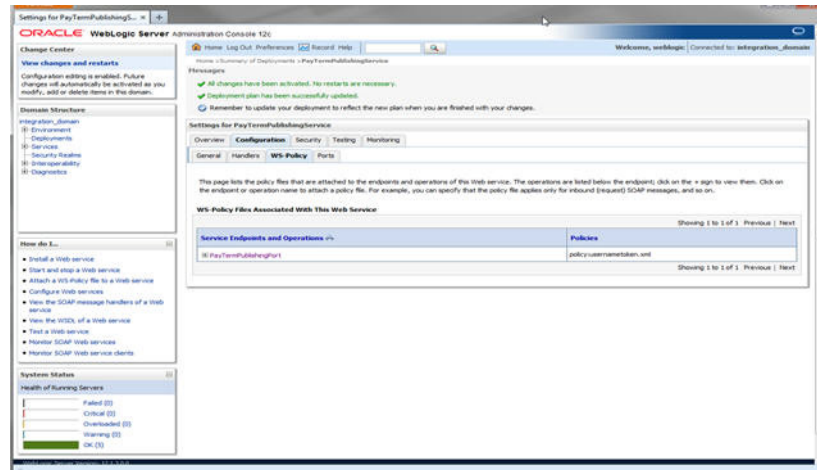 Settings for PayTermPublishingS... × +
ORACLE WebLogic Server Administration Console 12c
Change Center
View changes and restarts
Configuration editing is enabled. Future
changes will automatically be activated as you
modify, add or delete items in this domain.
Domain Structure
integration_domain
Environment
Deployments
Services
Security Realms
Interoperability
Diagnostics
How do I...
Install a Web service
Start and stop a Web service
Attach a WS-Policy file to a Web service
Configure Web services
View the SOAP message handlers of a Web
service
View the WSDL of a Web service
Test a Web service
Monitor SOAP Web services
Monitor SOAP Web service clients
System Status
Health of Running Servers
Failed (0)
Critical (0)
Overloaded (0)
Warning (0)
OK (5)
Home Log Out Preferences Record Help
Welcome, weblogic Connected to: integration_domain
Home >Summary of Deployments >PayTermPublishingService
Messages
All changes have been activated. No restarts are necessary.
Deployment plan has been successfully updated.
Remember to update your deployment to reflect the new plan when you are finished with your changes.
Settings for PayTermPublishingService
Overview Configuration Security Testing Monitoring
General Handlers WS-Policy Ports
This page lists the policy files that are attached to the endpoints and operations of this Web service. The operations are listed below the endpoint; click on the + sign to view them. Click on
the endpoint or operation name to attach a policy file. For example, you can specify that the policy file applies only for inbound (request) SOAP messages, and so on.
WS-Policy Files Associated With This Web Service
Showing 1 to 1 of 1 Previous | Next
Service Endpoints and Operations Policies
PayTermPublishingPort policy:usernametoken.xml
Showing 1 to 1 of 1 Previous | Next